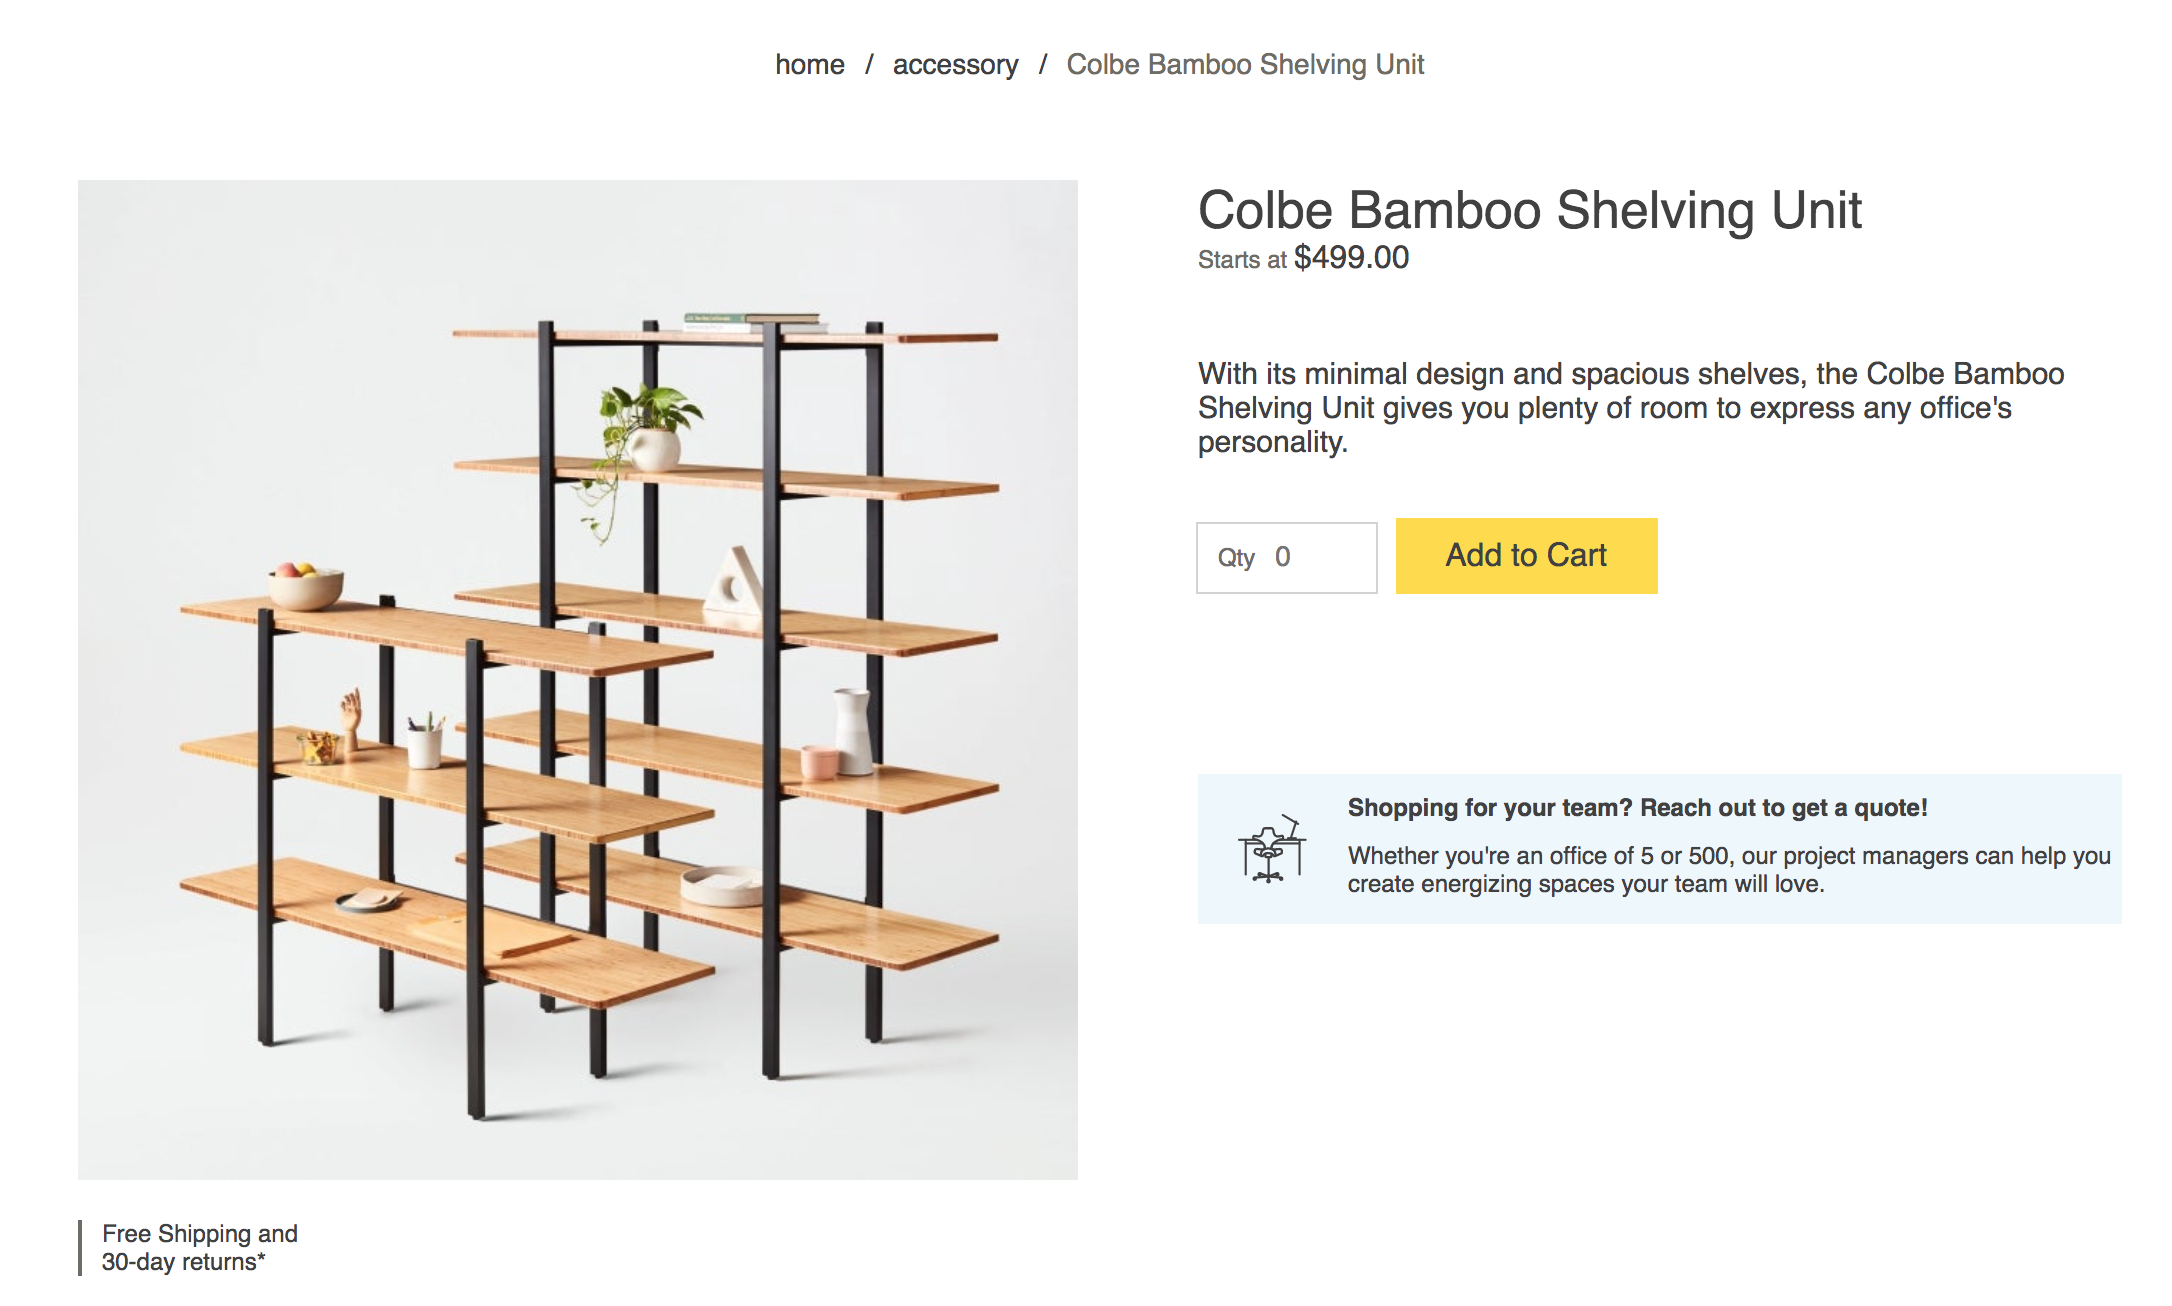 home / accessory / Colbe Bamboo Shelving Unit
Colbe Bamboo Shelving Unit
Starts at $499.00
With its minimal design and spacious shelves, the Colbe Bamboo
Shelving Unit gives you plenty of room to express any office's
personality.
Qty 0
Add to Cart
Shopping for your team? Reach out to get a quote!
Whether you're an office of 5 or 500, our project managers can help you
create energizing spaces your team will love.
Free Shipping and
30-day returns*